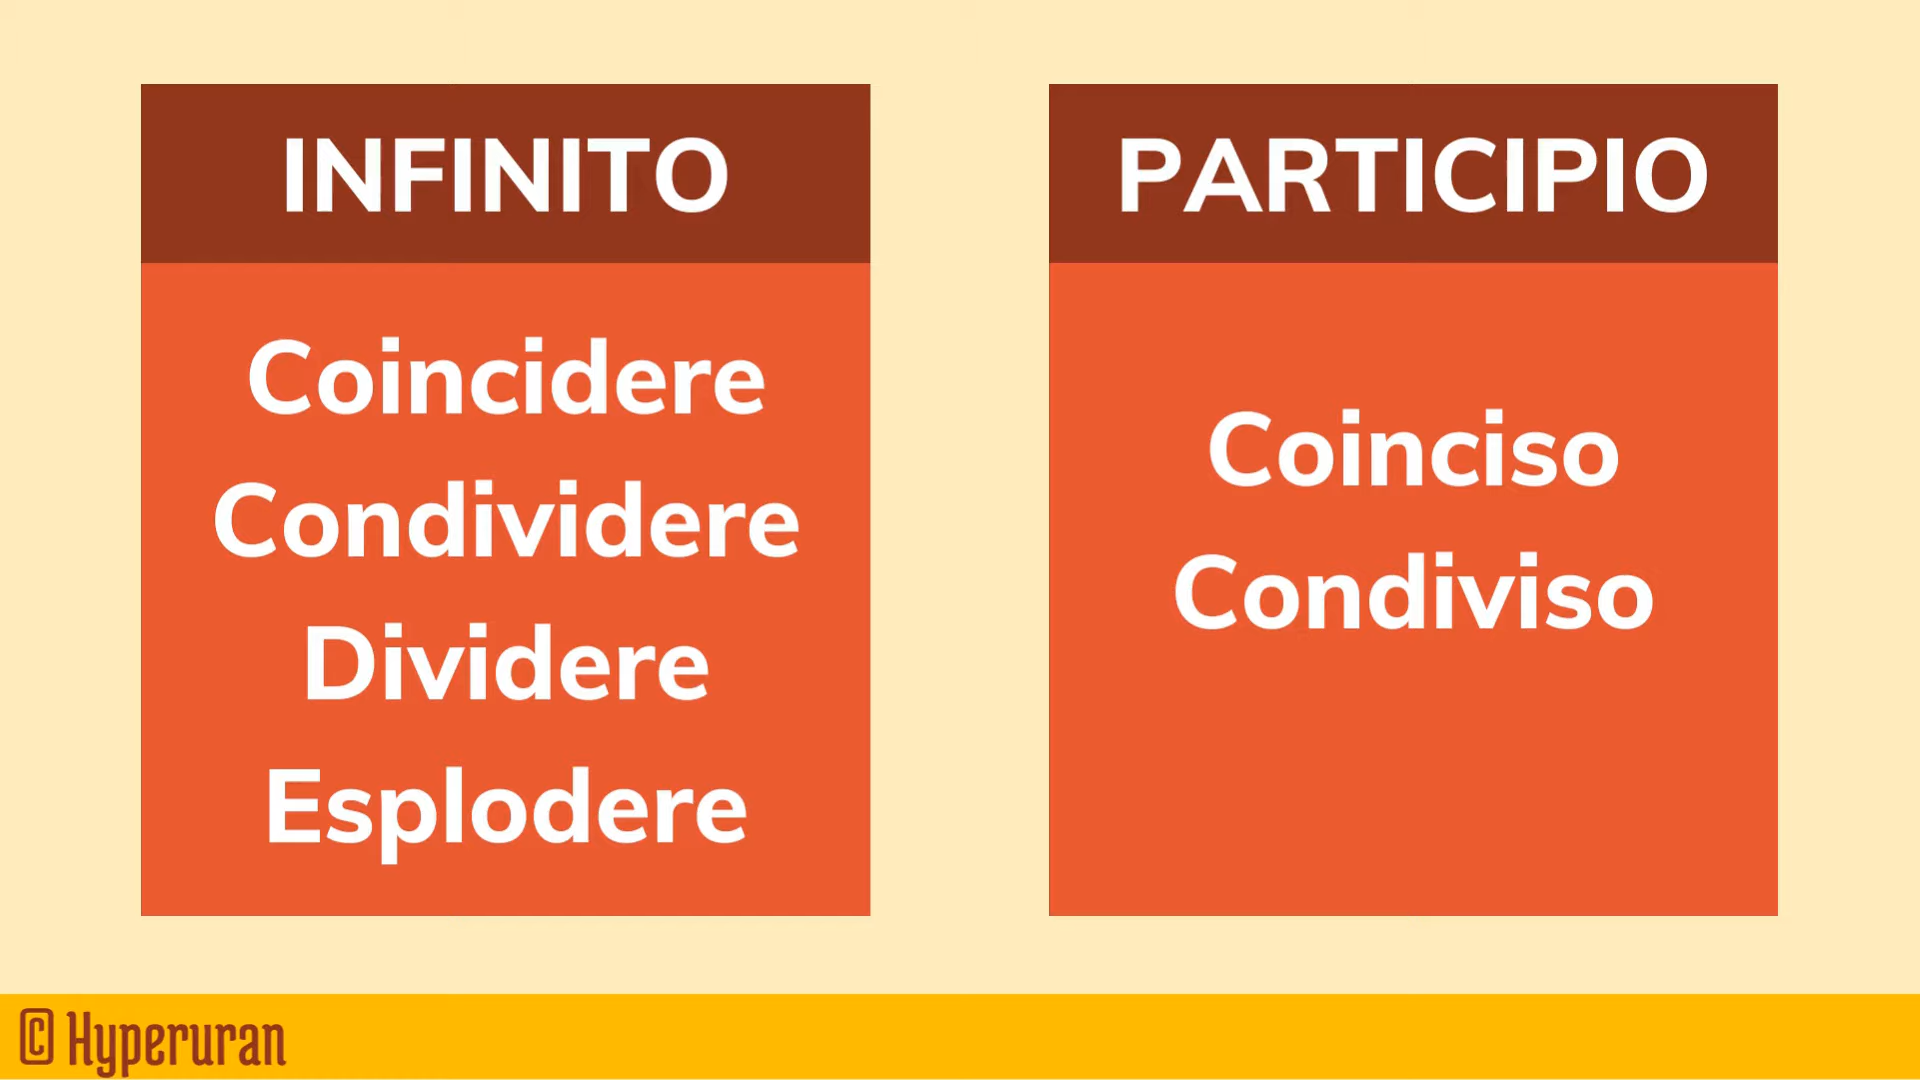 INFINITO
Coincidere
Condividere
Dividere
Esplodere
PARTICIPIO
Coinciso
Condiviso
© Hyperuran